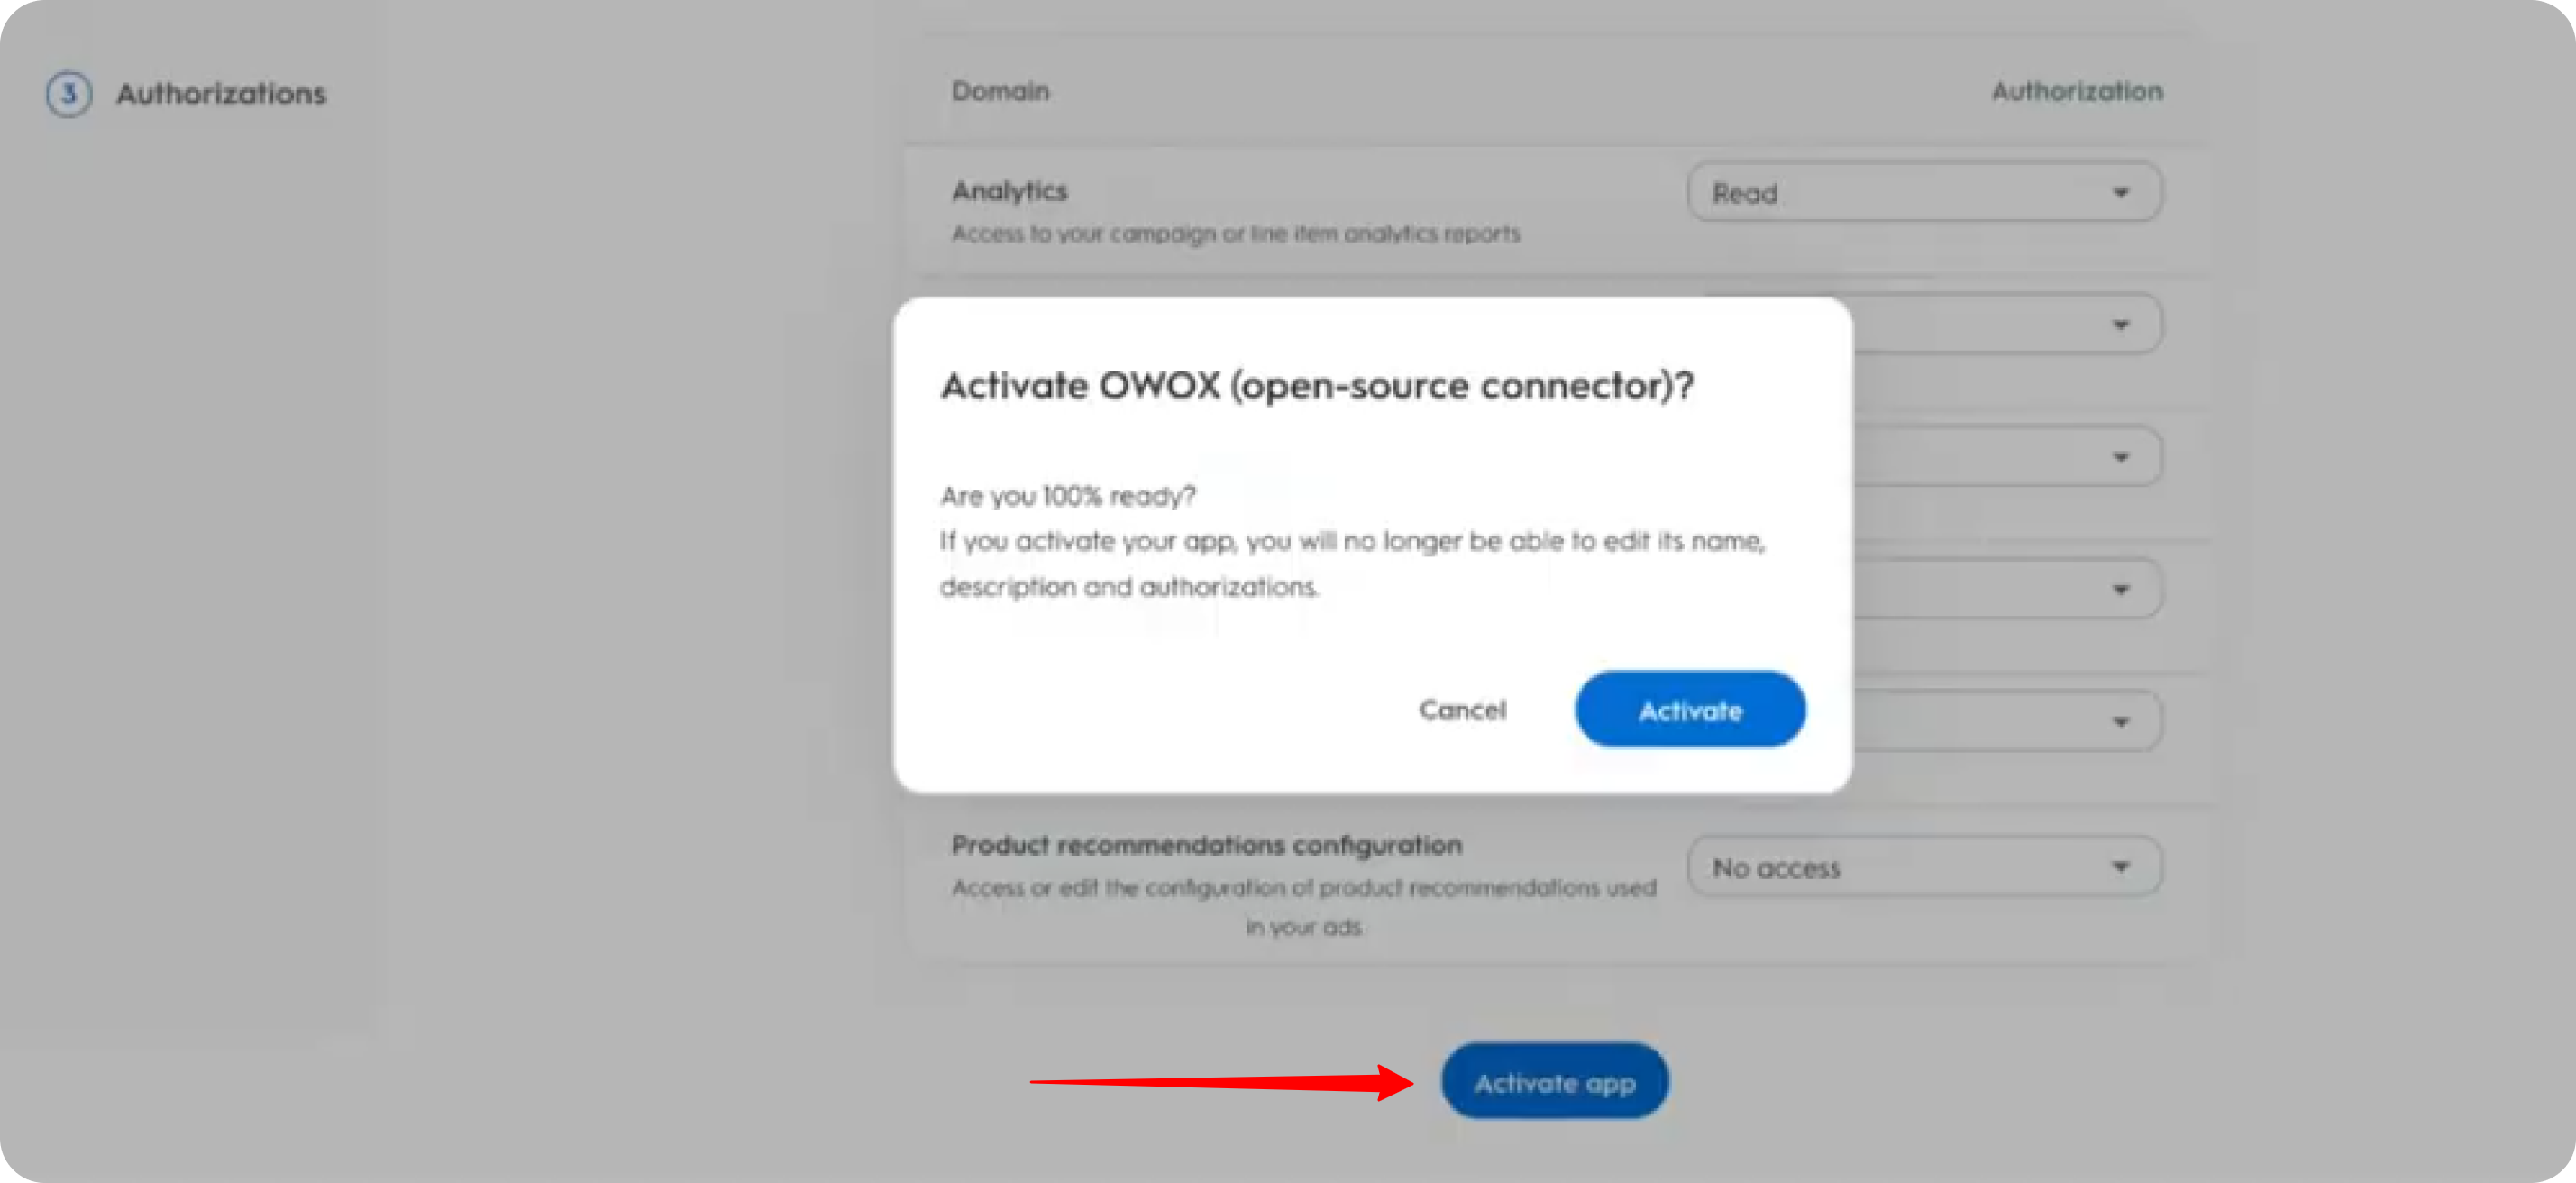 3 Authorizations
Domain
Authorization
Analytics
Read
Access to your campaign or line item analytics reports
Activate OWOX (open-source connector)?
Are you 100% ready?
If you activate your app, you will no longer be able to edit its name,
description and authorizations.
Cancel
Activate
Product recommendations configuration
No access
Access or edit the configuration of product recommendations used
in your ads
Activate app